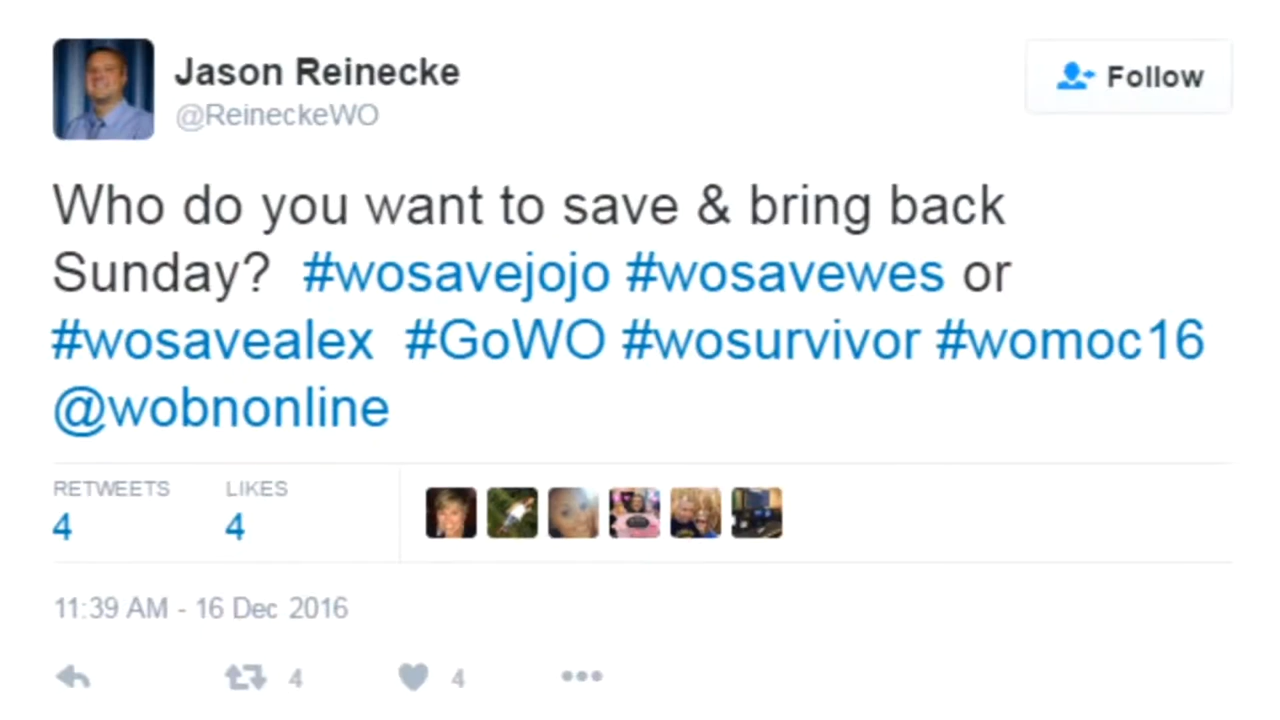 Jason Reinecke
@ReineckeWO
Follow
Who do you want to save & bring back
Sunday? #wosavejojo #wosavewes or
#wosavealex #GoWO #wosurvivor #womoc16
@wobnonline
RETWEETS LIKES
4 4
11:39 AM - 16 Dec 2016
4 4